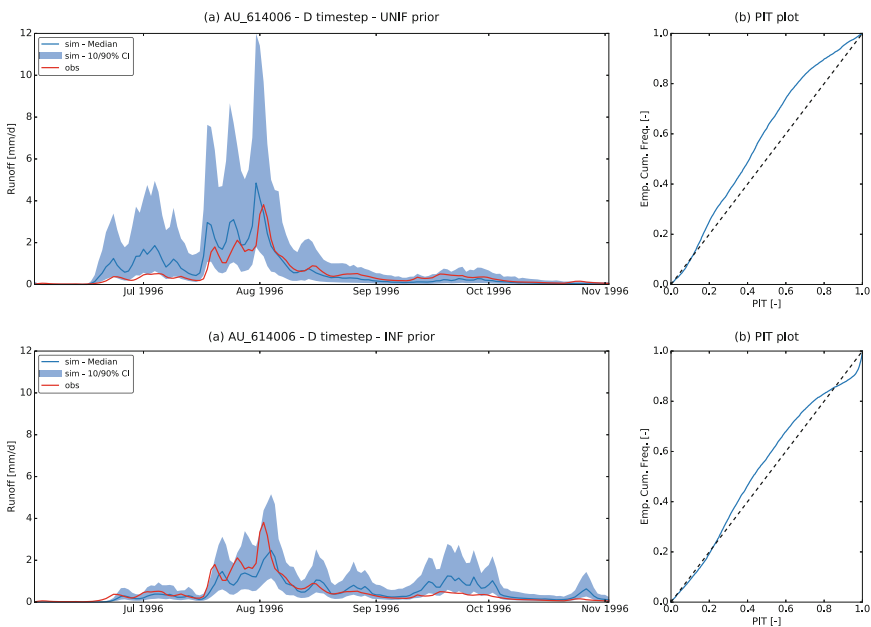 (a) AU_614006 - D timestep - UNIF prior
(b) PIT plot
12
10
8
6
4
2
0
Runoff [mm/d]
sim - Median
sim - 10/90% CI
obs
Jul 1996
Aug 1996
Sep 1996
Oct 1996
Nov 1996
1.0
0.8
0.6
0.4
0.2
0.0
Emp. Cum. Freq. [-]
0.0 0.2 0.4 0.6 0.8 1.0
PIT [-]
(a) AU_614006 - D timestep - INF prior
(b) PIT plot
12
10
8
6
4
2
0
Runoff [mm/d]
sim - Median
sim - 10/90% CI
obs
Jul 1996
Aug 1996
Sep 1996
Oct 1996
Nov 1996
1.0
0.8
0.6
0.4
0.2
0.0
Emp. Cum. Freq. [-]
0.0 0.2 0.4 0.6 0.8 1.0
PIT [-]